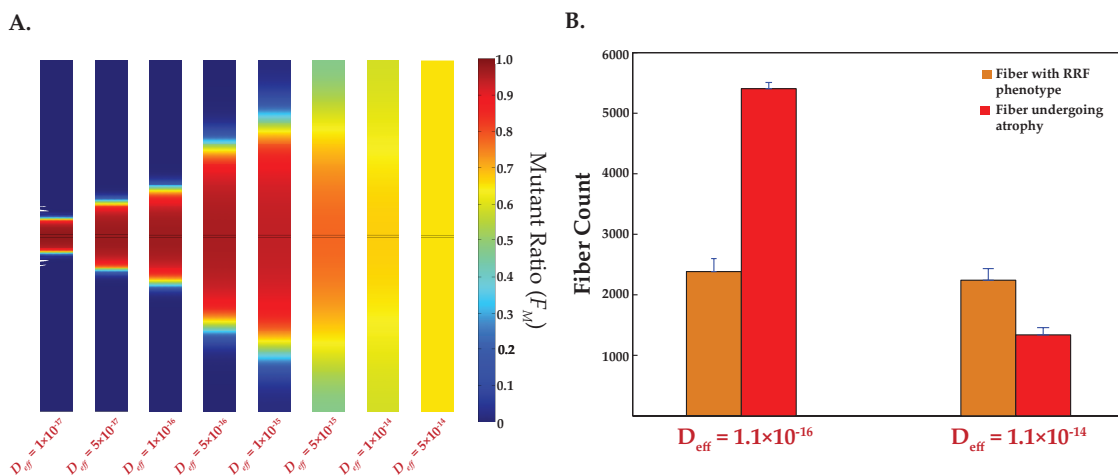 A.
1.0
0.9
0.8
0.7
0.6
0.5
0.4
0.3
0.2
0.1
0
Mutant Ratio (F_M)
D_eff = 1×10⁻¹⁷
D_eff = 5×10⁻¹⁷
D_eff = 1×10⁻¹⁶
D_eff = 5×10⁻¹⁶
D_eff = 1×10⁻¹⁵
D_eff = 5×10⁻¹⁵
D_eff = 1×10⁻¹⁴
D_eff = 5×10⁻¹⁴
B.
6000
5000
4000
3000
2000
1000
Fiber Count
Fiber with RRF
phenotype
Fiber undergoing
atrophy
D_eff = 1.1×10⁻¹⁶
D_eff = 1.1×10⁻¹⁴